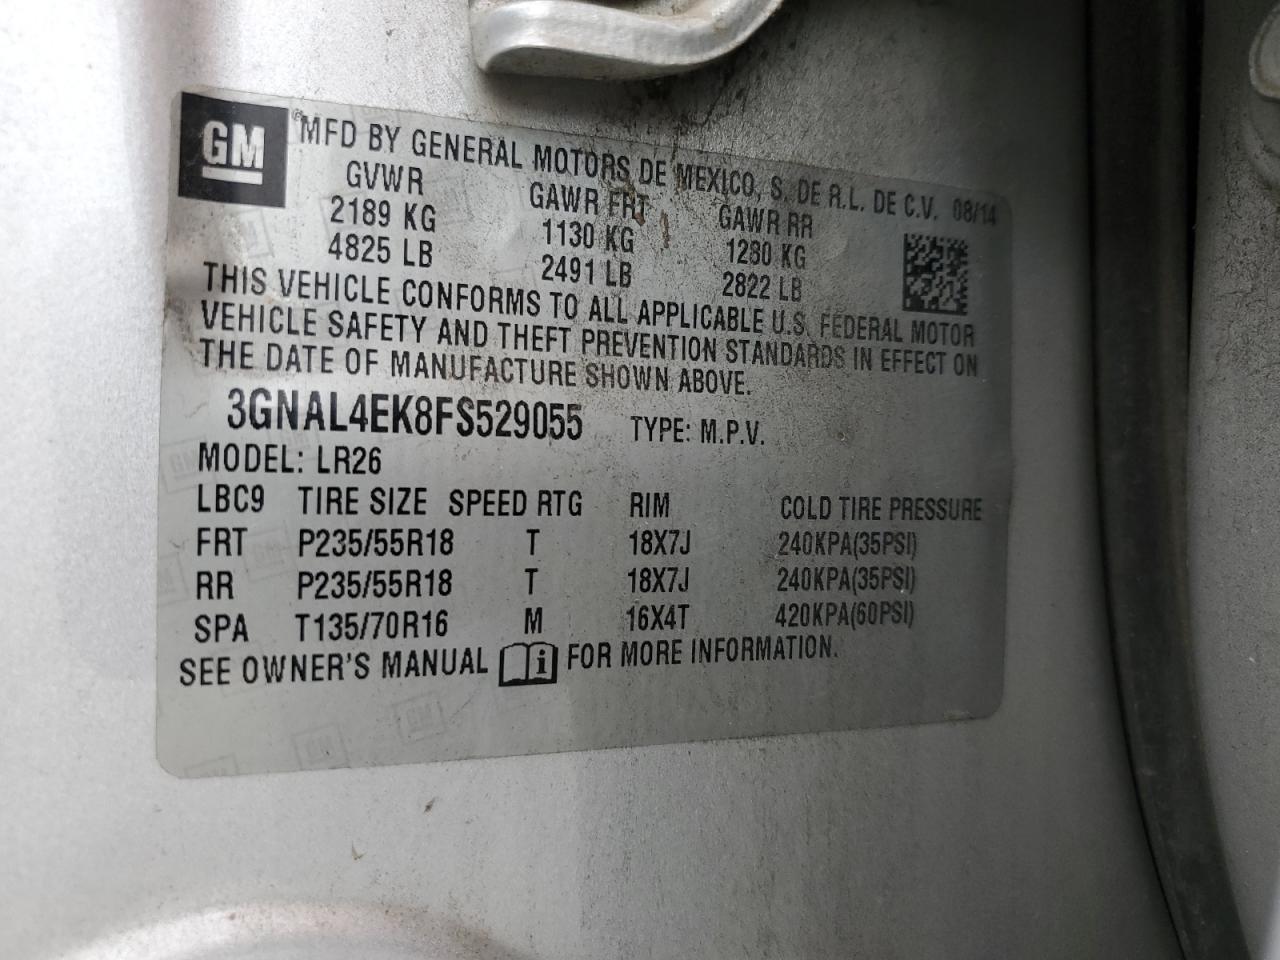 GM ® MFD BY GENERAL MOTORS DE MEXICO, S. DE R.L. DE C.V. 08/14
GVWR GAWR FRT GAWR RR
2189 KG 1130 KG 1280 KG
4825 LB 2491 LB 2822 LB
THIS VEHICLE CONFORMS TO ALL APPLICABLE U.S. FEDERAL MOTOR
VEHICLE SAFETY AND THEFT PREVENTION STANDARDS IN EFFECT ON
THE DATE OF MANUFACTURE SHOWN ABOVE.
3GNAL4EK8FS529055 TYPE: M.P.V.
MODEL: LR26
LBC9 TIRE SIZE SPEED RTG RIM COLD TIRE PRESSURE
FRT P235/55R18 T 18X7J 240KPA(35PSI)
RR P235/55R18 T 18X7J 240KPA(35PSI)
SPA T135/70R16 M 16X4T 420KPA(60PSI)
SEE OWNER'S MANUAL i FOR MORE INFORMATION.
GM GM